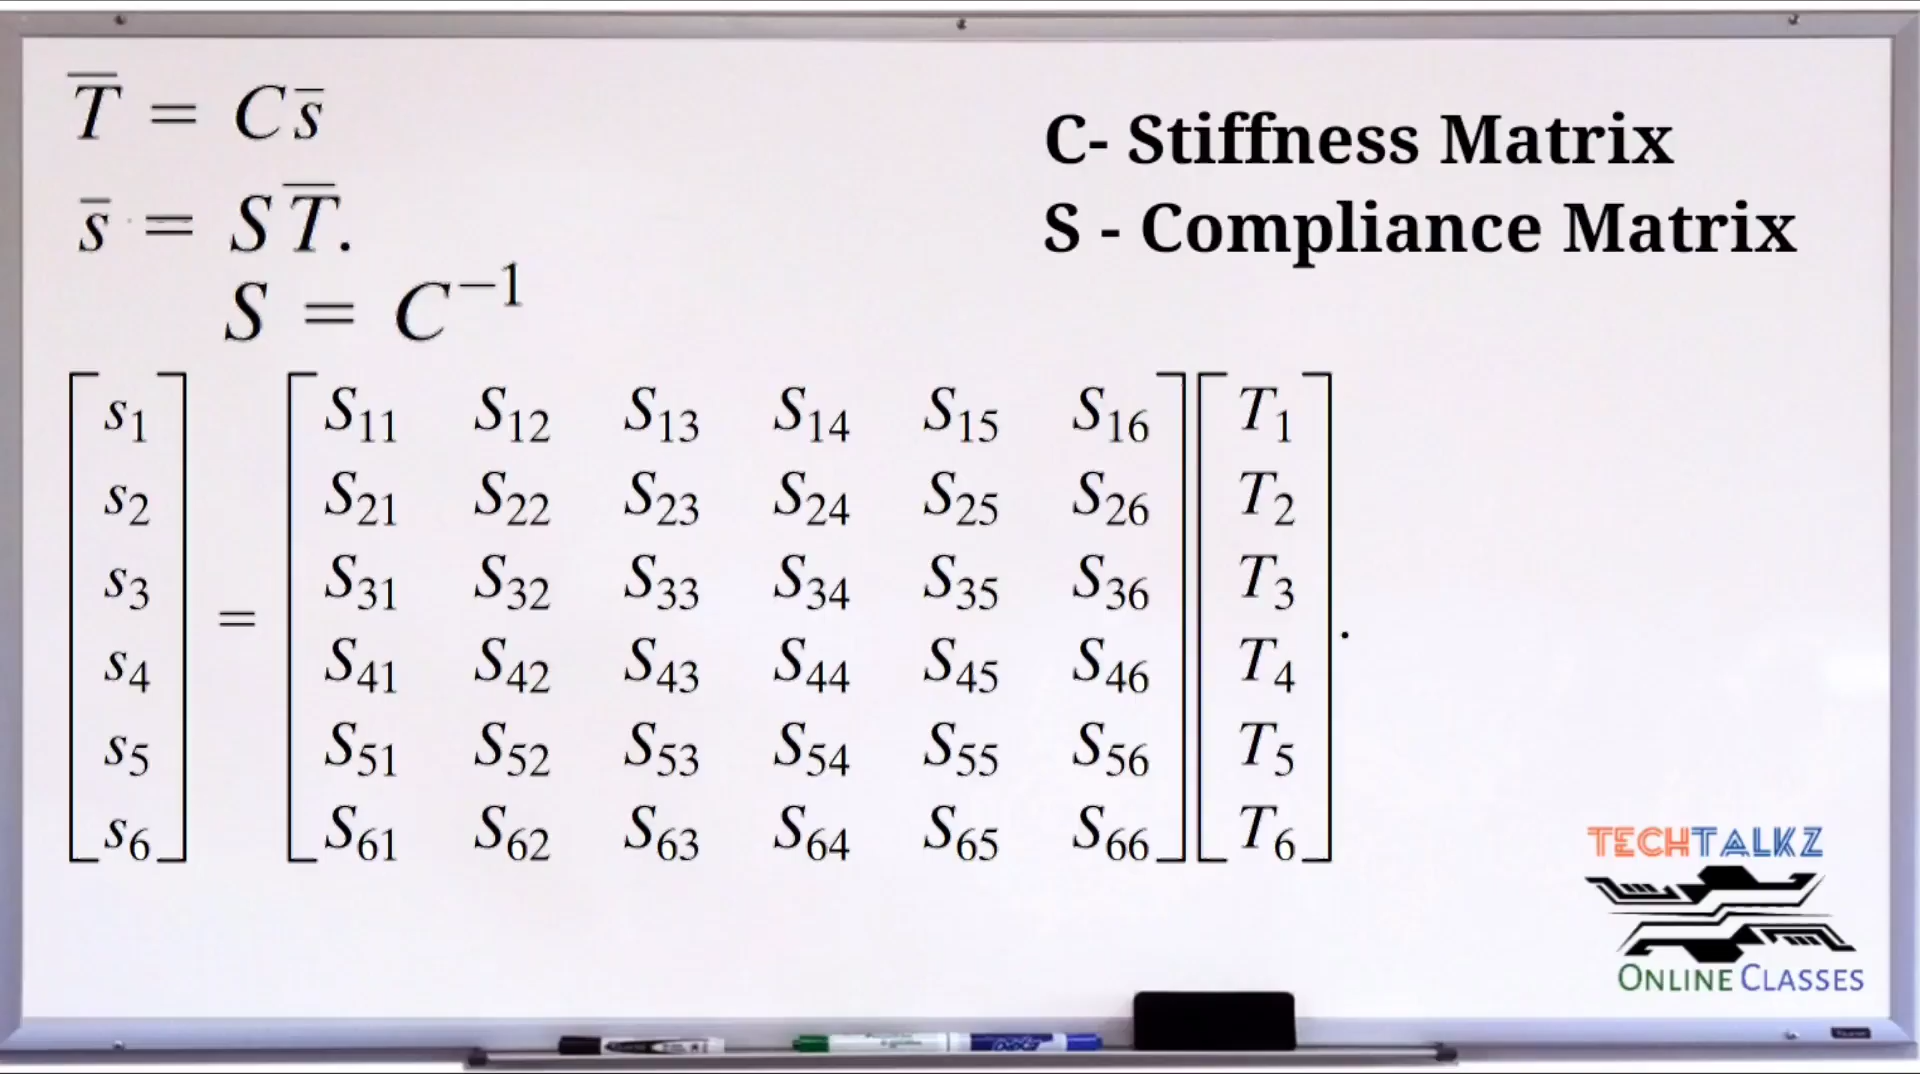 T̅ = C s̅
s̅ = S T̅.
S = C⁻¹
C- Stiffness Matrix
S - Compliance Matrix
[s₁] [S₁₁ S₁₂ S₁₃ S₁₄ S₁₅ S₁₆] [T₁]
[s₂] [S₂₁ S₂₂ S₂₃ S₂₄ S₂₅ S₂₆] [T₂]
[s₃] = [S₃₁ S₃₂ S₃₃ S₃₄ S₃₅ S₃₆] [T₃] .
[s₄] [S₄₁ S₄₂ S₄₃ S₄₄ S₄₅ S₄₆] [T₄]
[s₅] [S₅₁ S₅₂ S₅₃ S₅₄ S₅₅ S₅₆] [T₅]
[s₆] [S₆₁ S₆₂ S₆₃ S₆₄ S₆₅ S₆₆] [T₆]
TECHTALKZ
ONLINE CLASSES